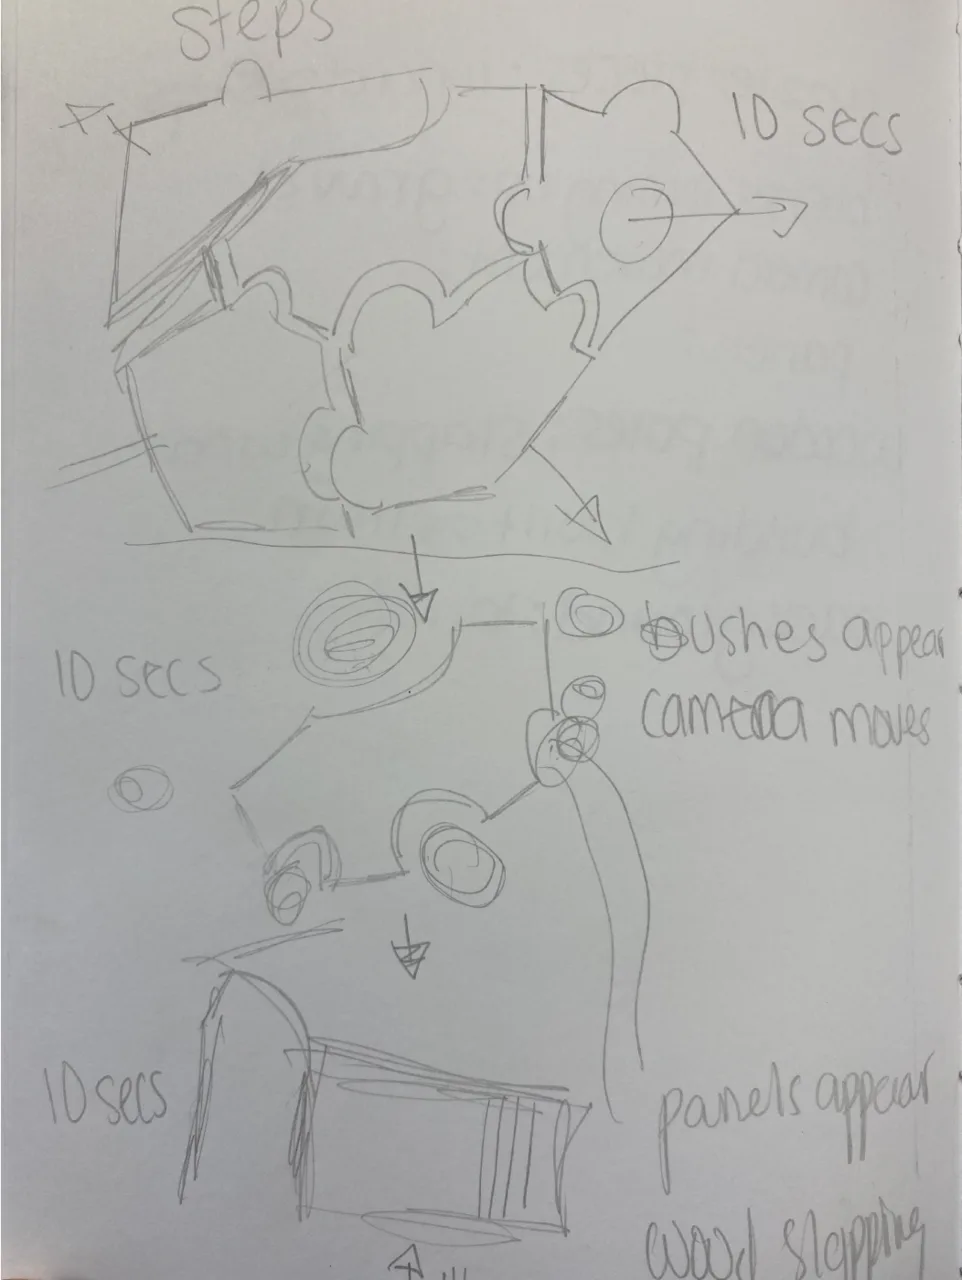 steps
10 secs
10 secs
bushes appear
camera moves
10 secs
panels appear
wood slapping